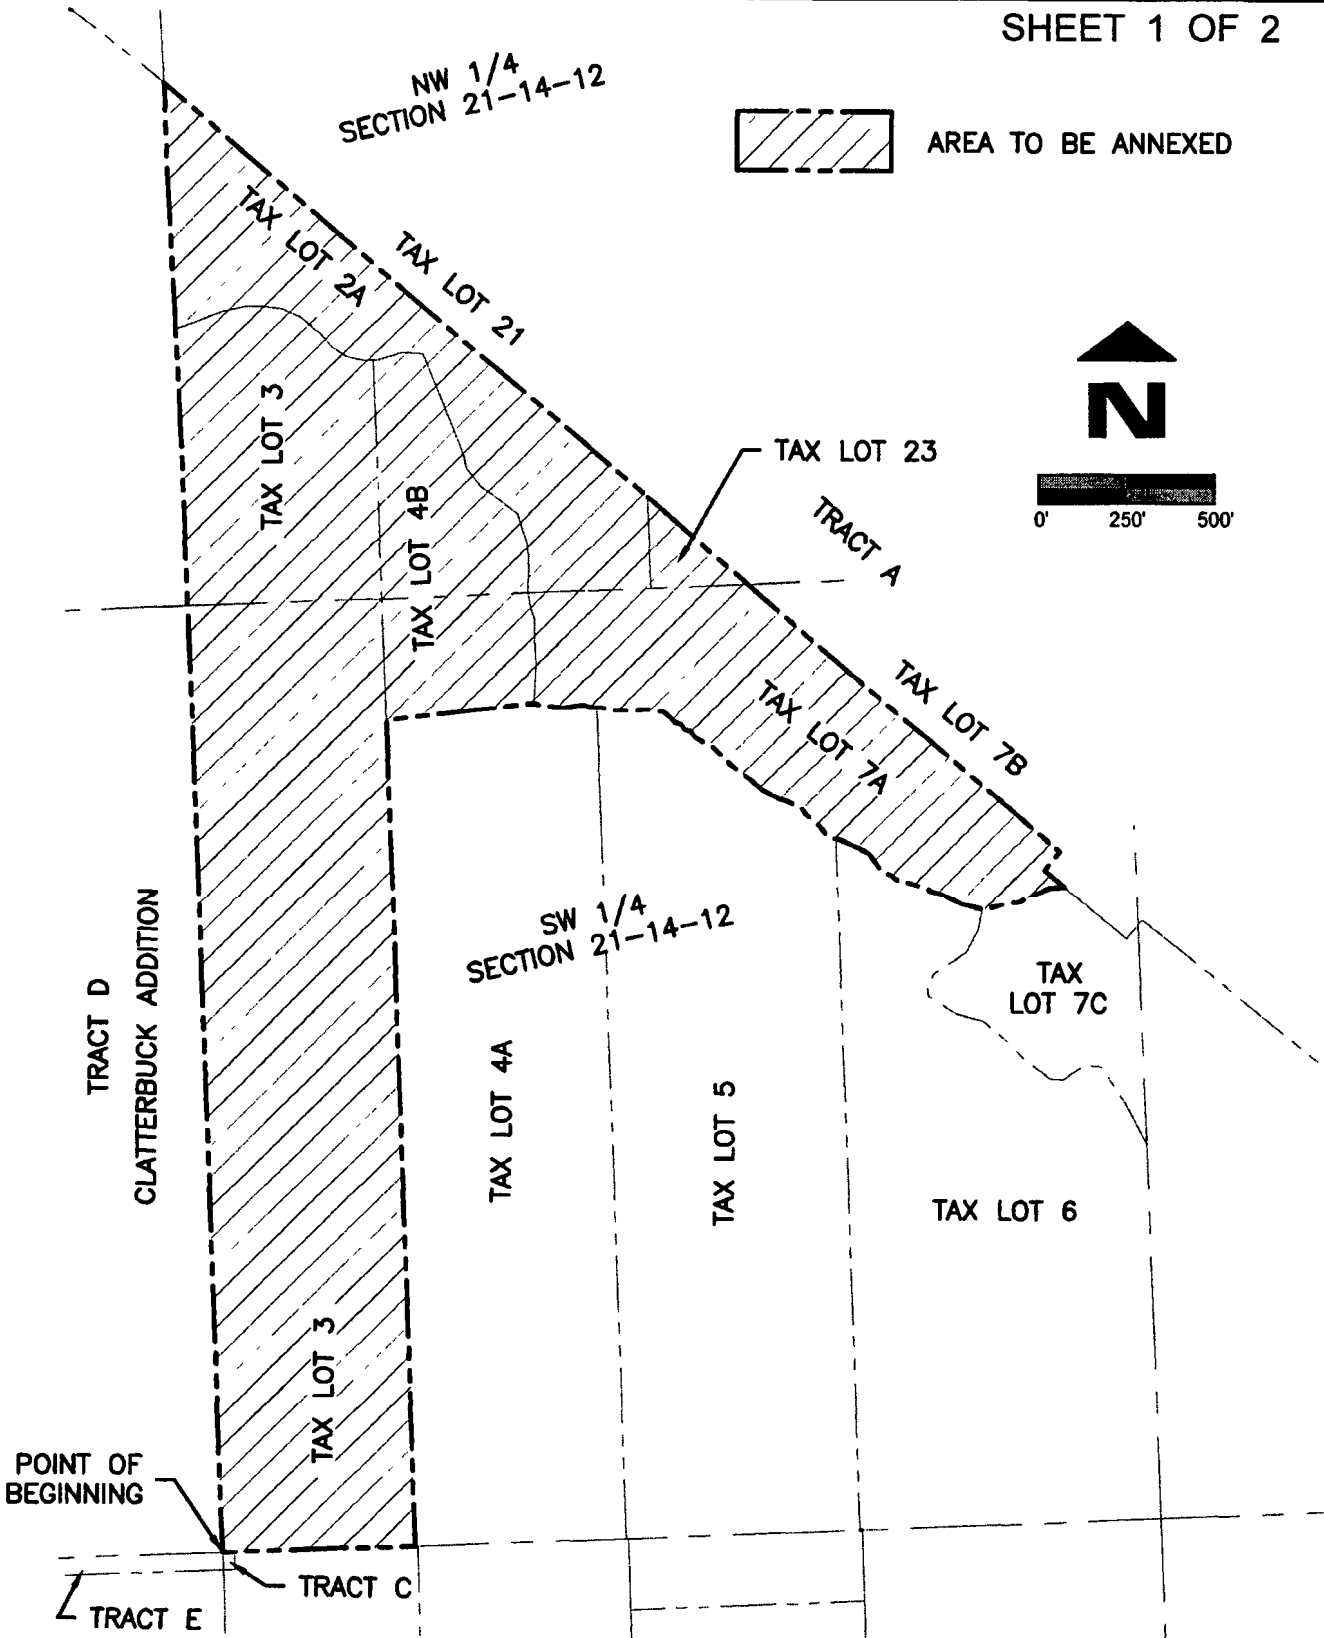 SHEET 1 OF 2
NW 1/4
SECTION 21-14-12
AREA TO BE ANNEXED
TAX LOT 2A
TAX LOT 21
TAX LOT 3
TAX LOT 4B
TAX LOT 23
TRACT A
N
0' 250' 500'
TAX LOT 7A
TAX LOT 7B
SW 1/4
SECTION 21-14-12
TAX
LOT 7C
TRACT D
CLATTERBUCK ADDITION
TAX LOT 4A
TAX LOT 5
TAX LOT 6
TAX LOT 3
POINT OF
BEGINNING
TRACT C
TRACT E